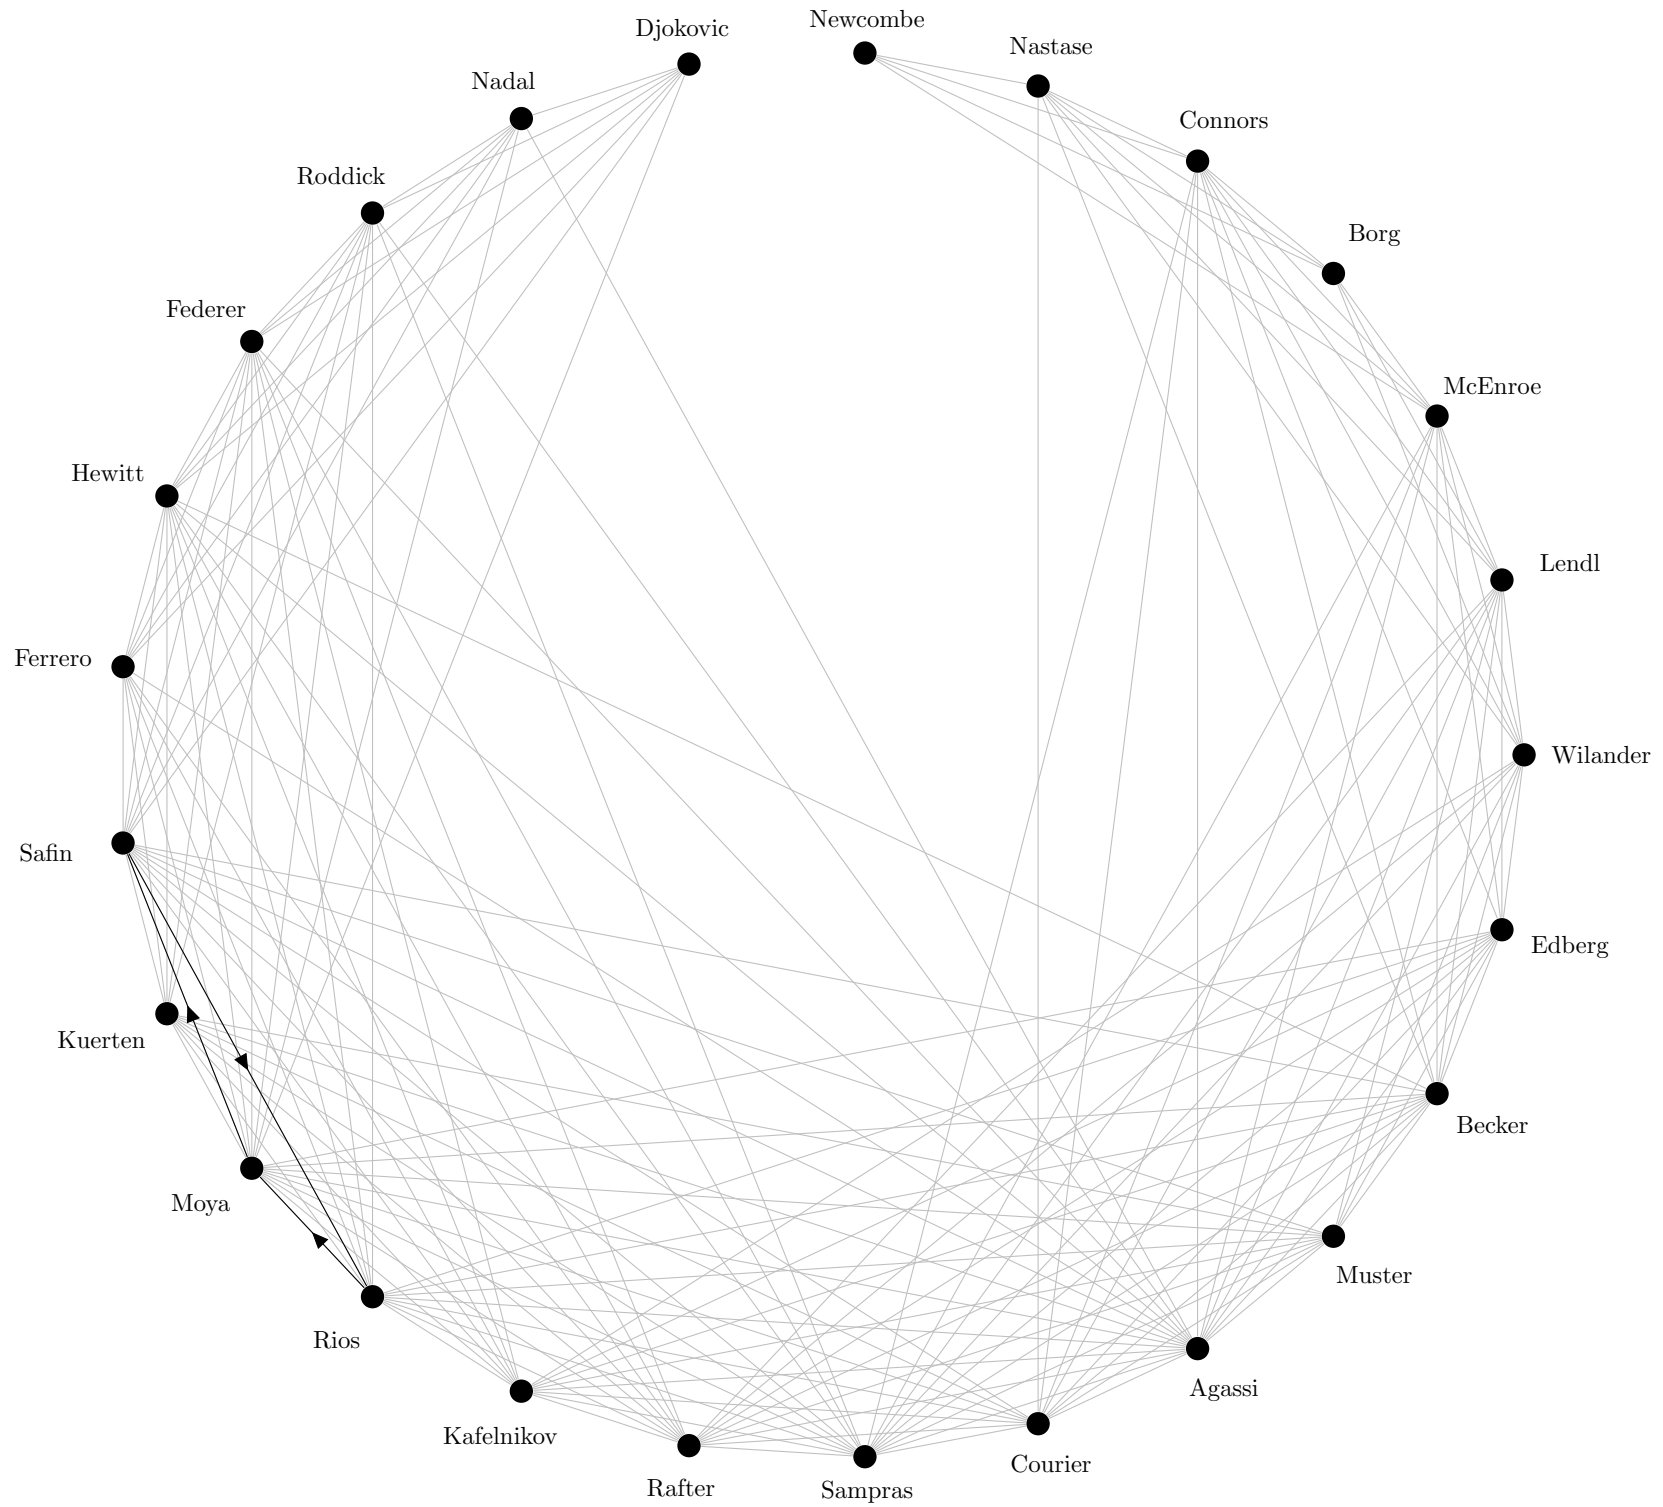 Newcombe
Djokovic
Nastase
Nadal
Connors
Roddick
Borg
Federer
McEnroe
Hewitt
Lendl
Ferrero
Wilander
Safin
Edberg
Kuerten
Becker
Moya
Muster
Rios
Agassi
Kafelnikov
Courier
Rafter
Sampras